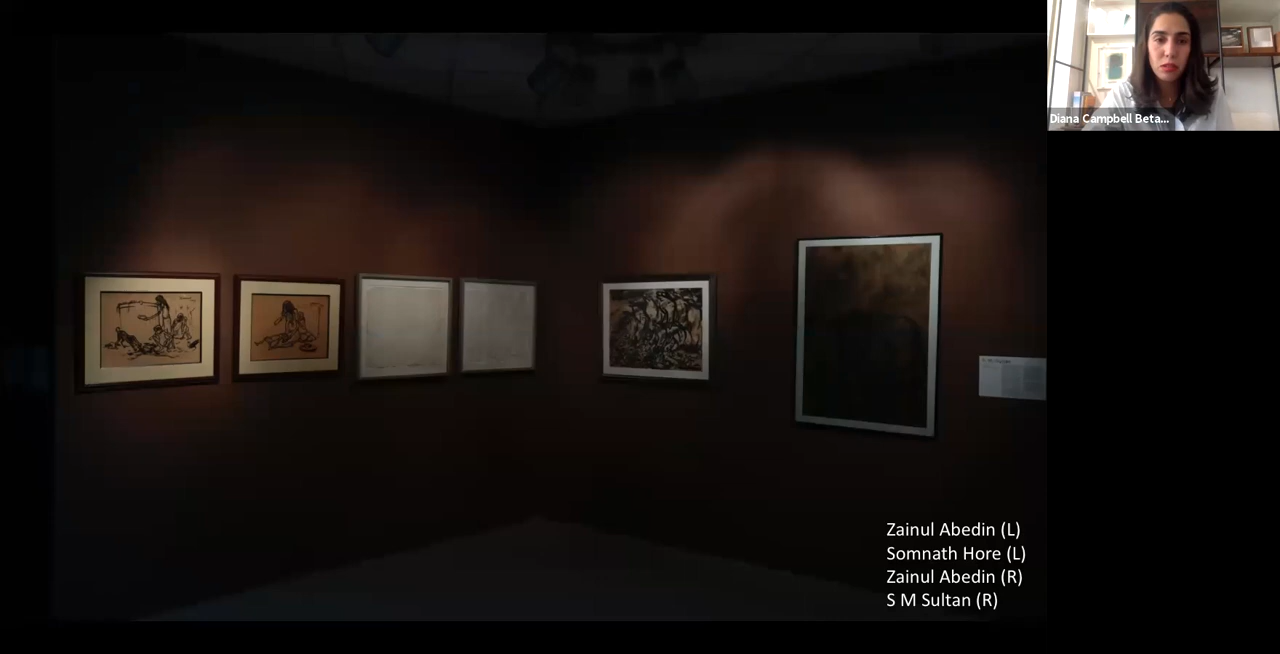 Diana Campbell Beta...
Zainul Abedin (L)
Somnath Hore (L)
Zainul Abedin (R)
S M Sultan (R)